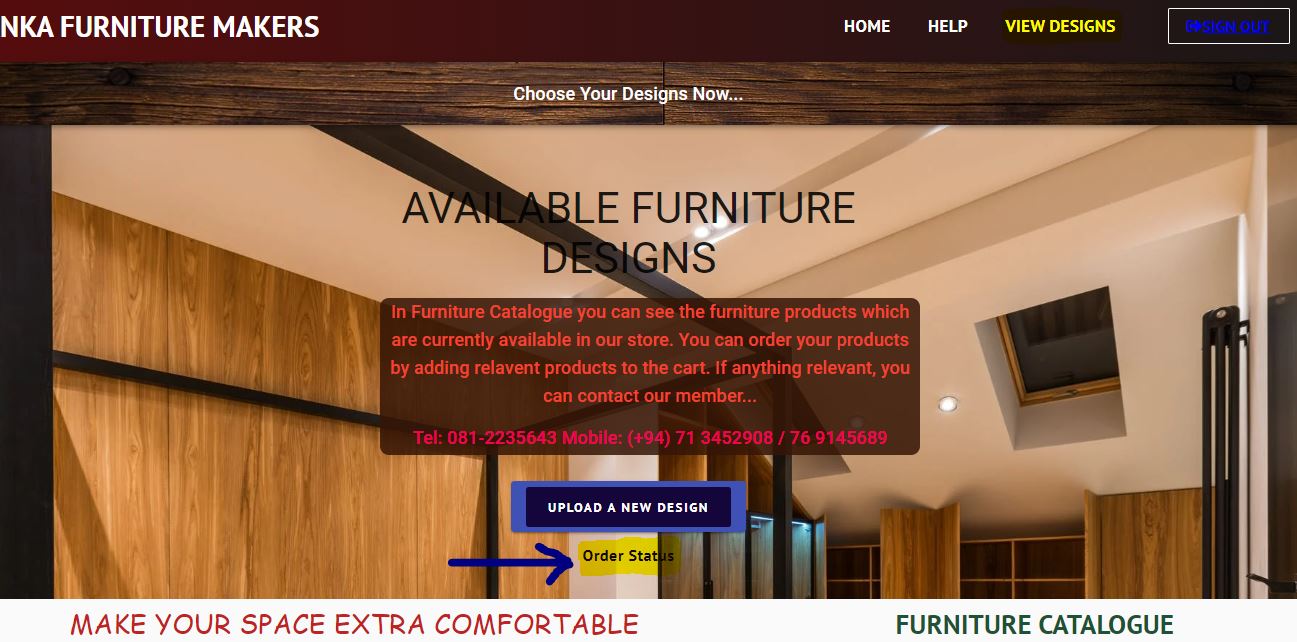 NKA FURNITURE MAKERS
HOME HELP VIEW DESIGNS SIGN OUT
Choose Your Designs Now...
AVAILABLE FURNITURE
DESIGNS
In Furniture Catalogue you can see the furniture products which
are currently available in our store. You can order your products
by adding relavent products to the cart. If anything relevant, you
can contact our member...
Tel: 081-2235643 Mobile: (+94) 71 3452908 / 76 9145689
UPLOAD A NEW DESIGN
Order Status
MAKE YOUR SPACE EXTRA COMFORTABLE
FURNITURE CATALOGUE